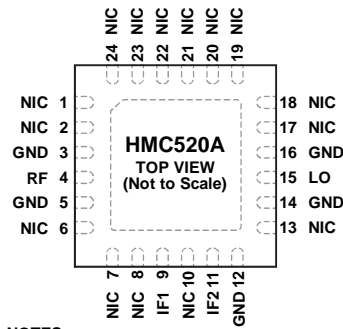 24 NIC
23 NIC
22 NIC
21 NIC
20 NIC
19 NIC
NIC 1
NIC 2
GND 3
RF 4
GND 5
NIC 6
HMC520A
TOP VIEW
(Not to Scale)
18 NIC
17 NIC
16 GND
15 LO
14 GND
13 NIC
NIC 7
NIC 8
IF1 9
NIC 10
IF2 11
GND 12